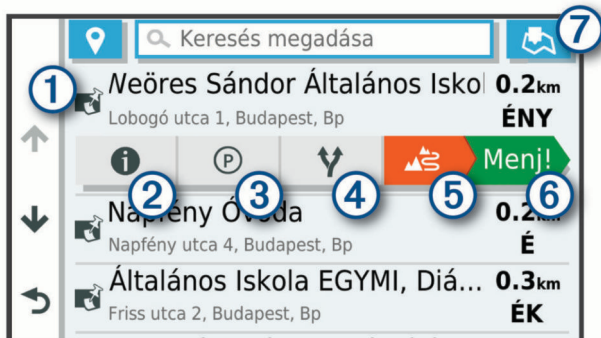 7
Keresés megadása
1
Weöres Sándor Általános Isko
0.2km
Lobogó utca 1, Budapest, Bp
ÉNY
P
Menj!
2
3
4
5
6
Napfény Óvoda
0.2
Napfény utca 4, Budapest, Bp
É
Általános Iskola EGYMI, Diá...
0.3km
Friss utca 2, Budapest, Bp
ÉK